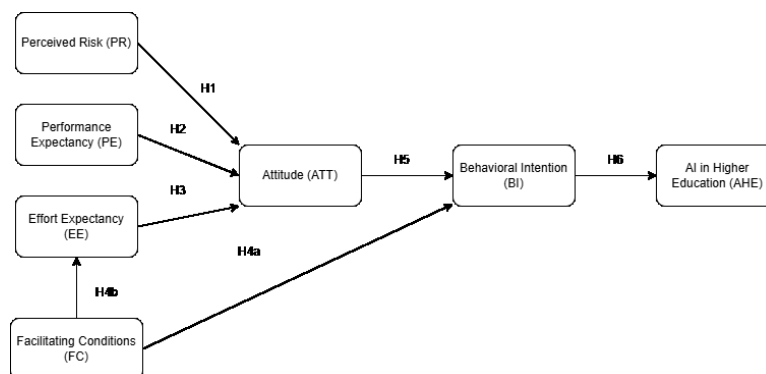 Perceived Risk (PR)
H1
Performance
Expectancy (PE)
H2
Attitude (ATT)
H5
Behavioral Intention
(BI)
H6
AI in Higher
Education (AHE)
H3
Effort Expectancy
(EE)
H4a
H4b
Facilitating Conditions
(FC)